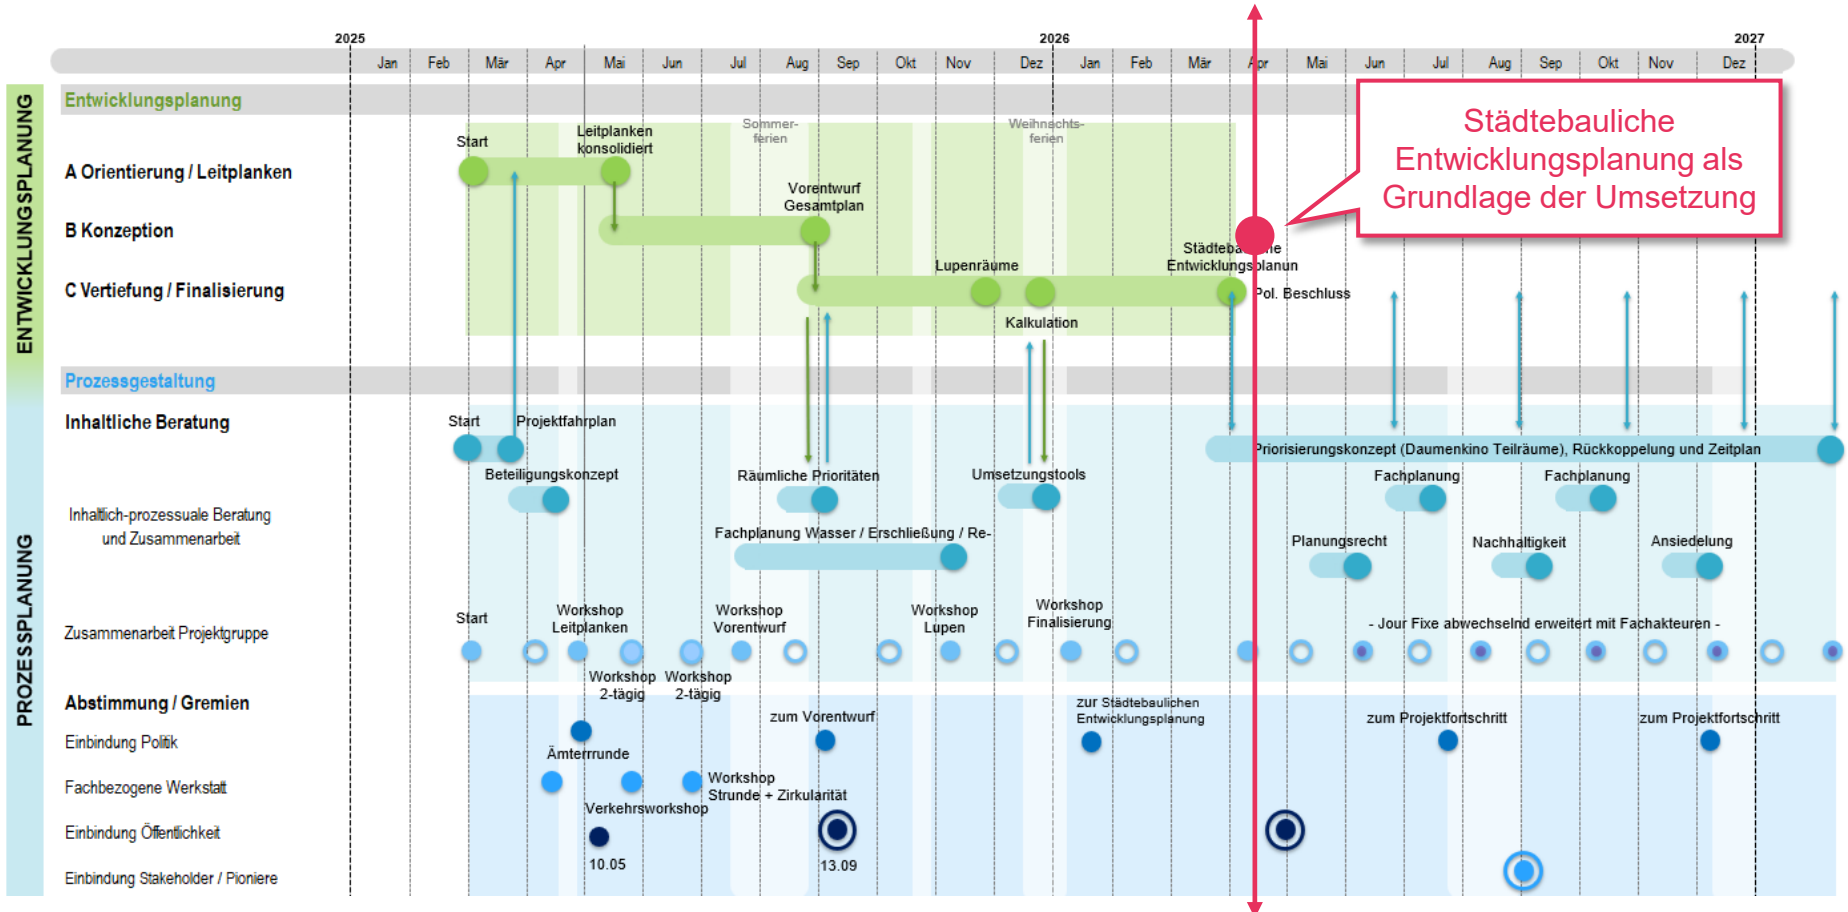 2025
2026
2027
Jan Feb Mär Apr Mai Jun Jul Aug Sep Okt Nov Dez Jan Feb Mär Apr Mai Jun Jul Aug Sep Okt Nov Dez
ENTWICKLUNGSPLANUNG
Entwicklungsplanung
Städtebauliche
Entwicklungsplanung als
Grundlage der Umsetzung
Sommer-
ferien
Weihnachts-
ferien
Start
Leitplanken
konsolidiert
A Orientierung / Leitplanken
Vorentwurf
Gesamtplan
B Konzeption
Lupenräume
Städtebauliche
Entwicklungsplanun
C Vertiefung / Finalisierung
Pol. Beschluss
Kalkulation
PROZESSPLANUNG
Prozessgestaltung
Inhaltliche Beratung
Start
Projektfahrplan
Priorisierungskonzept (Daumenkino Teilräume), Rückkoppelung und Zeitplan
Beteiligungskonzept
Räumliche Prioritäten
Umsetzungstools
Fachplanung
Fachplanung
Inhaltlich-prozessuale Beratung
und Zusammenarbeit
Fachplanung Wasser / Erschließung / Re-
Planungsrecht
Nachhaltigkeit
Ansiedelung
Zusammenarbeit Projektgruppe
Start
Workshop
Leitplanken
Workshop
Vorentwurf
Workshop
Lupen
Workshop
Finalisierung
- Jour Fixe abwechselnd erweitert mit Fachakteuren -
Workshop
2-tägig
Workshop
2-tägig
Abstimmung / Gremien
Einbindung Politik
zum Vorentwurf
zur Städtebaulichen
Entwicklungsplanung
zum Projektfortschritt
zum Projektfortschritt
Ämterrrunde
Fachbezogene Werkstatt
Workshop
Strunde + Zirkularität
Verkehrsworkshop
Einbindung Öffentlichkeit
10.05
13.09
Einbindung Stakeholder / Pioniere